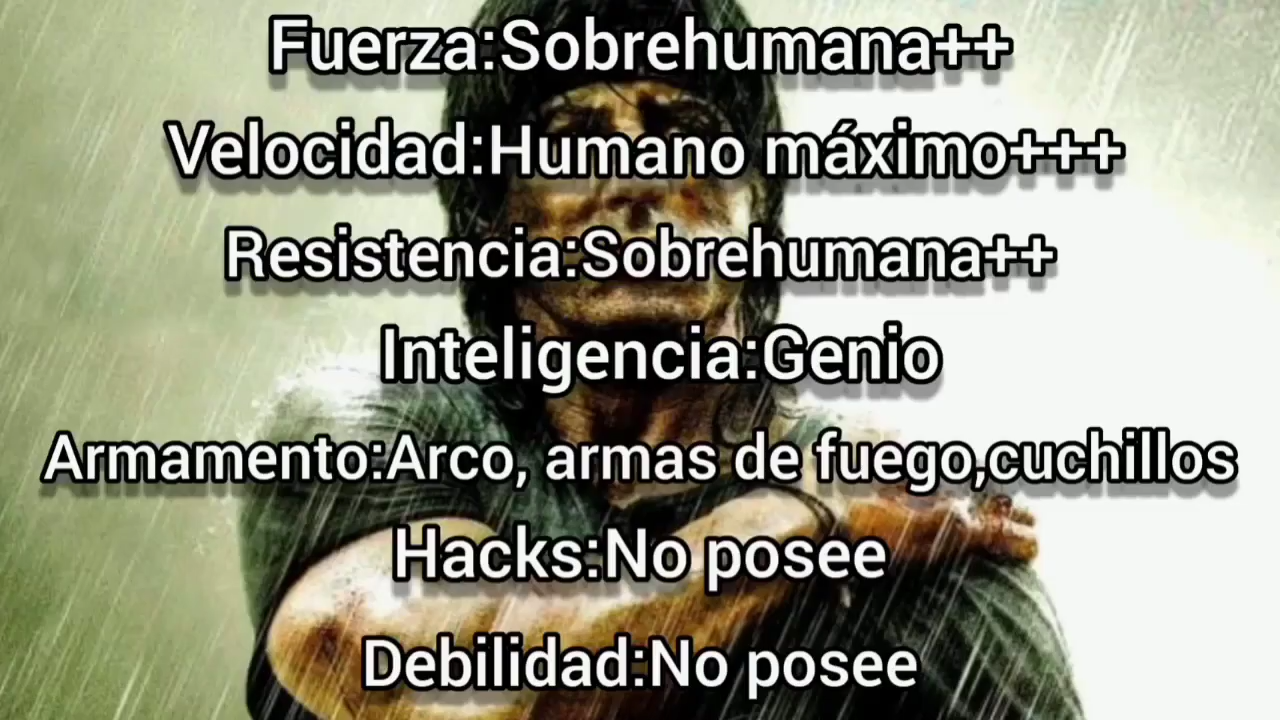 Fuerza:Sobrehumana++
Velocidad:Humano máximo+++
Resistencia:Sobrehumana++
Inteligencia:Genio
Armamento:Arco, armas de fuego,cuchillos
Hacks:No posee
Debilidad:No posee